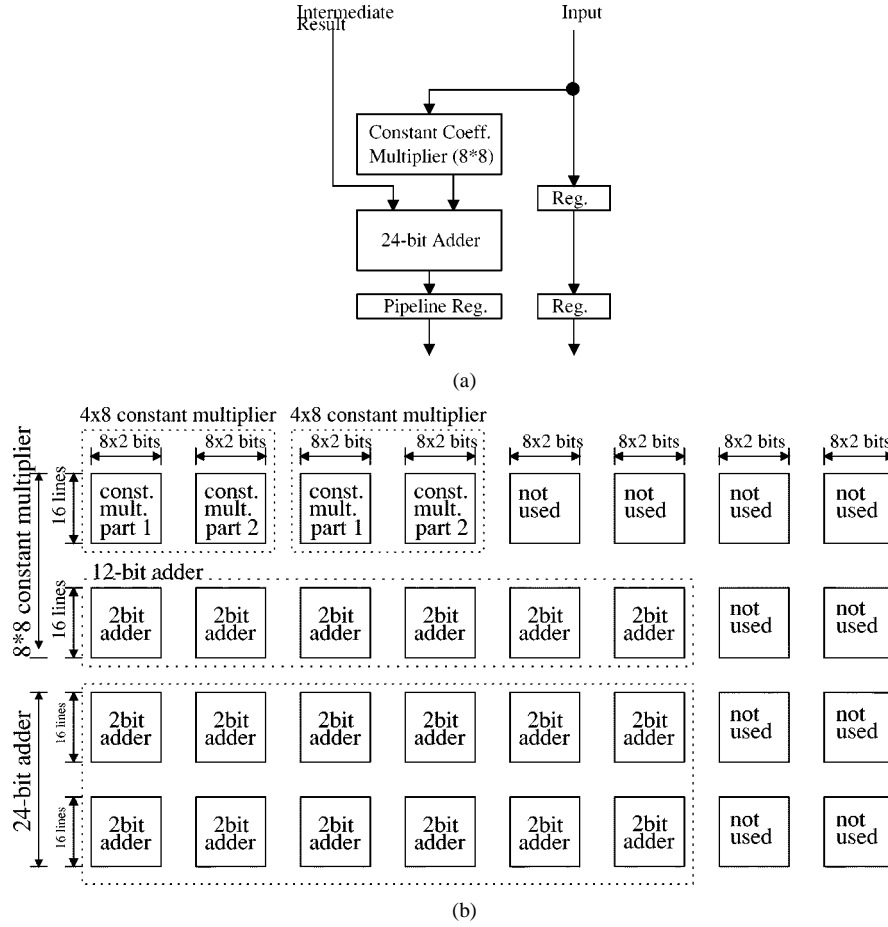 Intermediate
Result
Input
Constant Coeff.
Multiplier (8*8)
Reg.
24-bit Adder
Pipeline Reg.
Reg.
(a)
4x8 constant multiplier
4x8 constant multiplier
8x2 bits
8x2 bits
8x2 bits
8x2 bits
8x2 bits
8x2 bits
8x2 bits
8x2 bits
8*8 constant multiplier
16 lines
const.
mult.
part 1
const.
mult.
part 2
const.
mult.
part 1
const.
mult.
part 2
not
used
not
used
not
used
not
used
12-bit adder
16 lines
2bit
adder
2bit
adder
2bit
adder
2bit
adder
2bit
adder
2bit
adder
not
used
not
used
24-bit adder
16 lines
2bit
adder
2bit
adder
2bit
adder
2bit
adder
2bit
adder
2bit
adder
not
used
not
used
16 lines
2bit
adder
2bit
adder
2bit
adder
2bit
adder
2bit
adder
2bit
adder
not
used
not
used
(b)